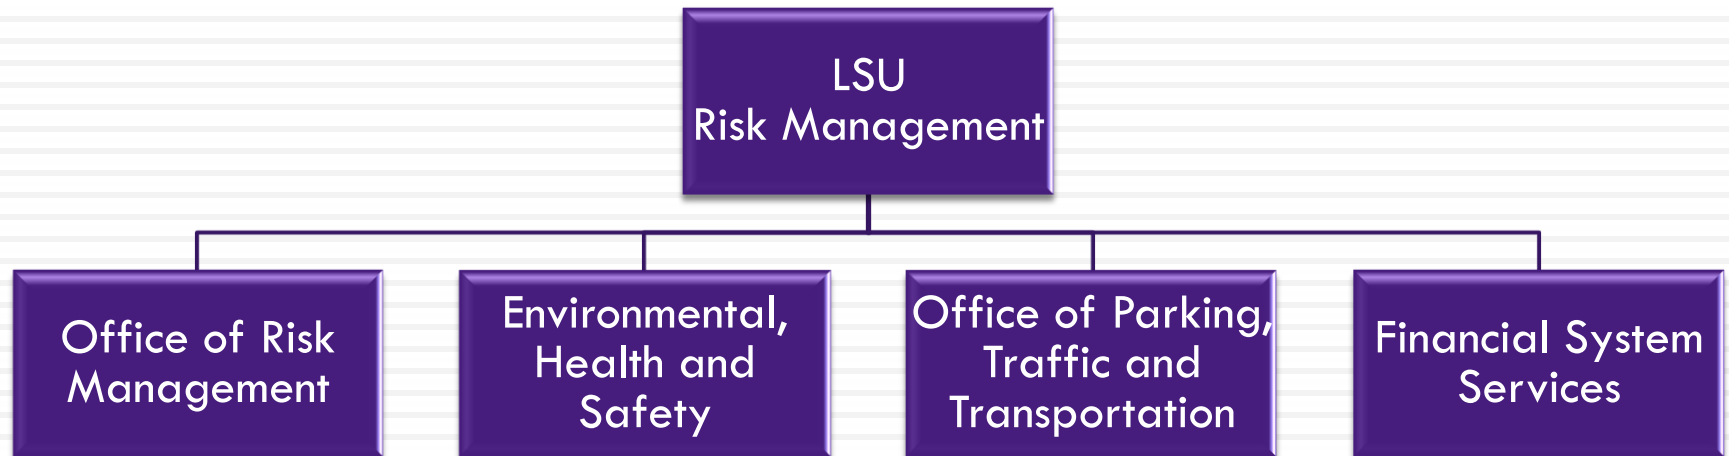 LSU
Risk Management
Office of Risk
Management
Environmental,
Health and
Safety
Office of Parking,
Traffic and
Transportation
Financial System
Services